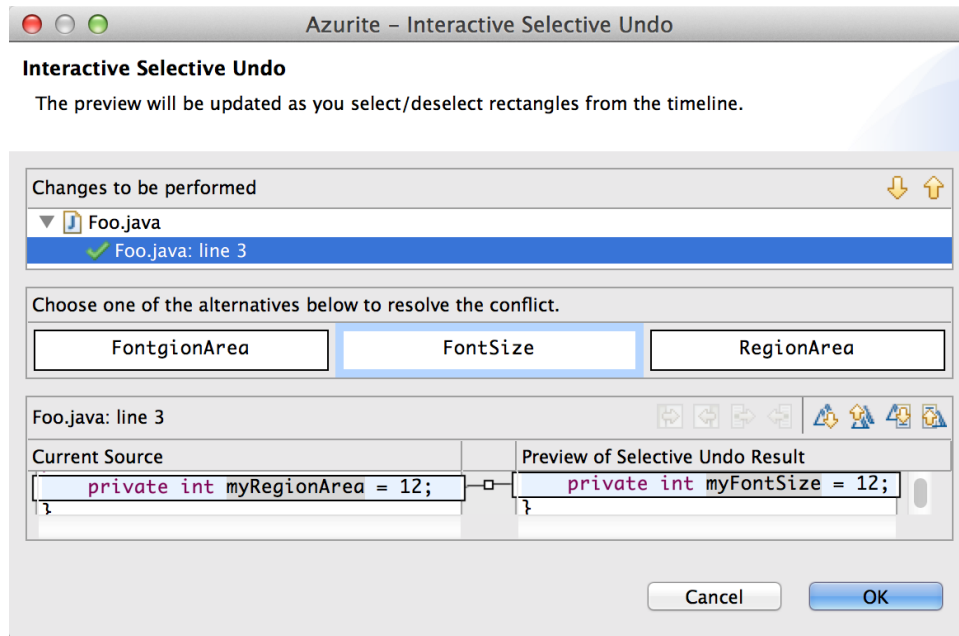 Azurite – Interactive Selective Undo
Interactive Selective Undo
The preview will be updated as you select/deselect rectangles from the timeline.
Changes to be performed
Foo.java
Foo.java: line 3
Choose one of the alternatives below to resolve the conflict.
FontgionArea FontSize RegionArea
Foo.java: line 3
Current Source Preview of Selective Undo Result
private int myRegionArea = 12; private int myFontSize = 12;
} }
Cancel OK